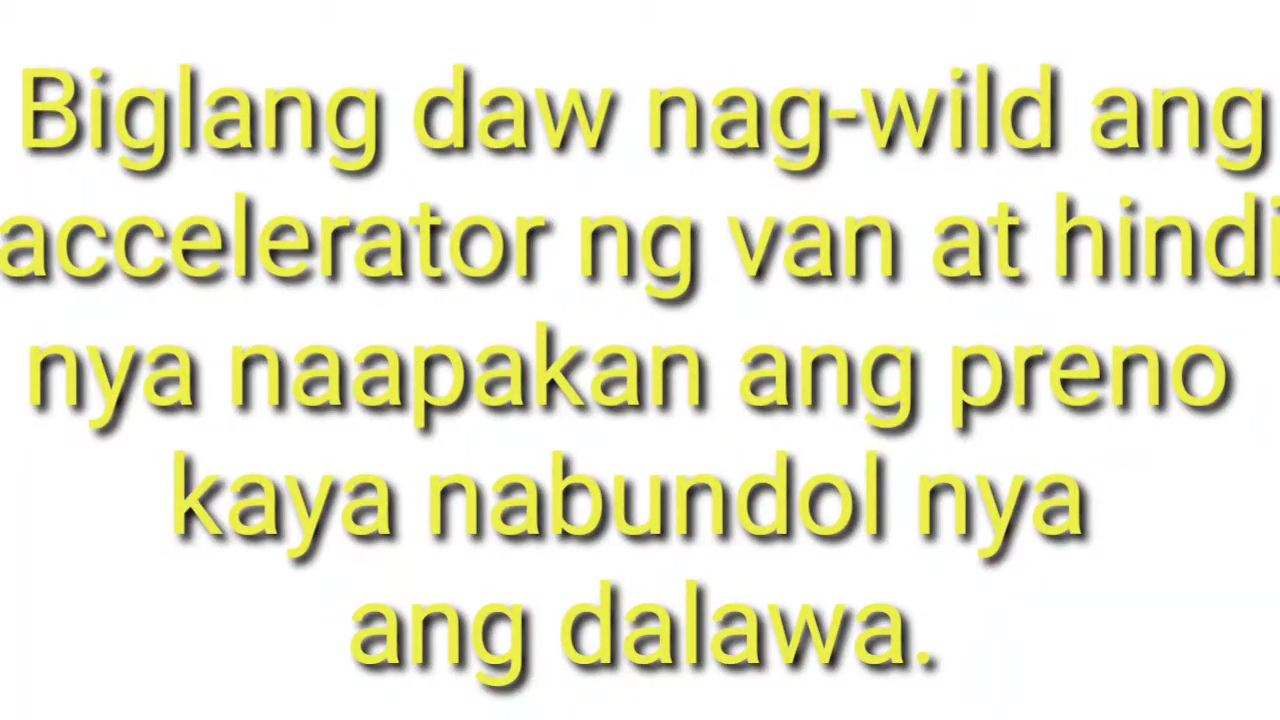 Biglang daw nag-wild ang
accelerator ng van at hindi
nya naapakan ang preno
kaya nabundol nya
ang dalawa.